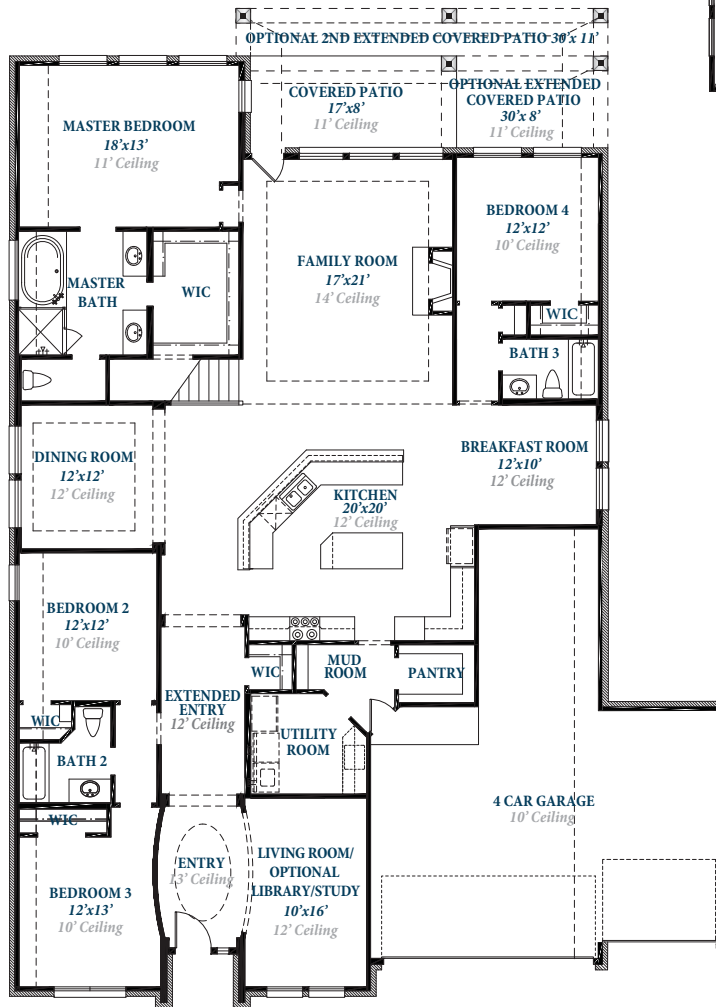 OPTIONAL 2ND EXTENDED COVERED PATIO 30'x 11'
COVERED PATIO
17'x8'
11' Ceiling
OPTIONAL EXTENDED
COVERED PATIO
30'x 8'
11' Ceiling
MASTER BEDROOM
18'x13'
11' Ceiling
BEDROOM 4
12'x12'
10' Ceiling
FAMILY ROOM
17'x21'
14' Ceiling
MASTER
BATH
WIC
WIC
BATH 3
DINING ROOM
12'x12'
12' Ceiling
BREAKFAST ROOM
12'x10'
12' Ceiling
KITCHEN
20'x20'
12' Ceiling
BEDROOM 2
12'x12'
10' Ceiling
WIC
MUD
ROOM
PANTRY
EXTENDED
ENTRY
12' Ceiling
WIC
UTILITY
ROOM
BATH 2
4 CAR GARAGE
10' Ceiling
WIC
ENTRY
13' Ceiling
LIVING ROOM/
OPTIONAL
LIBRARY/STUDY
10'x16'
12' Ceiling
BEDROOM 3
12'x13'
10' Ceiling